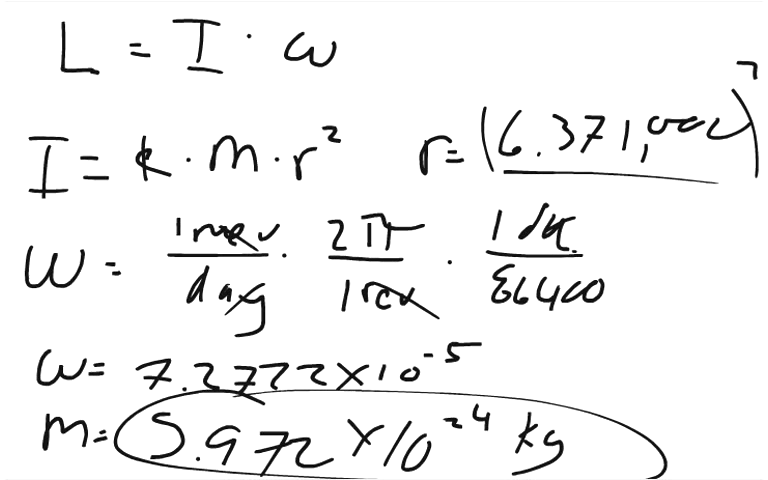 L = I · ω
I = k · m · r² r = (6.371,000)
ω = 1 rev / day · 2π / 1 rev · 1 day / 86400
ω = 7.2722 × 10⁻⁵
m = 5.972 × 10²⁴ kg